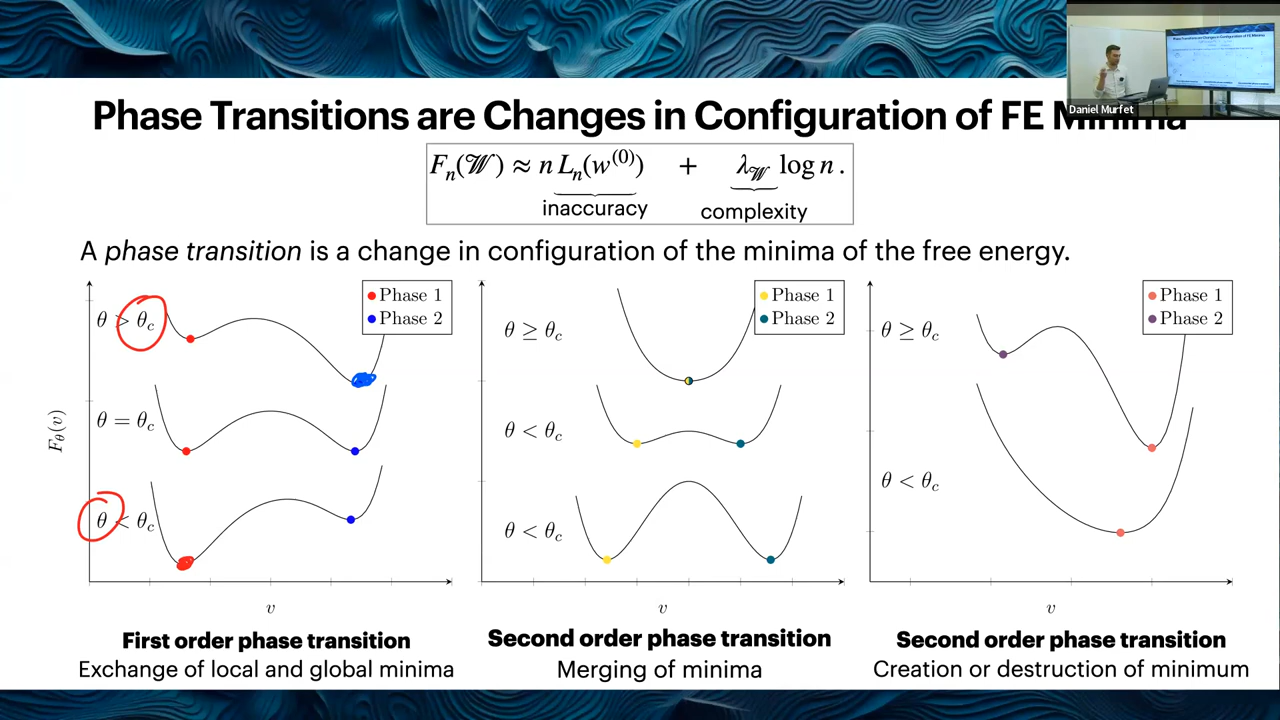 Phase Transitions are Changes in Configuration of FE Minima
Daniel Murfet
Fₙ(𝒲) ≈ n Lₙ(w⁽⁰⁾) + λ_𝒲 log n .
inaccuracy complexity
A phase transition is a change in configuration of the minima of the free energy.
Phase 1
Phase 2
θ > θc
θ = θc
θ < θc
Fθ(v)
v
First order phase transition
Exchange of local and global minima
Phase 1
Phase 2
θ ≥ θc
θ < θc
θ < θc
v
Second order phase transition
Merging of minima
Phase 1
Phase 2
θ ≥ θc
θ < θc
v
Second order phase transition
Creation or destruction of minimum